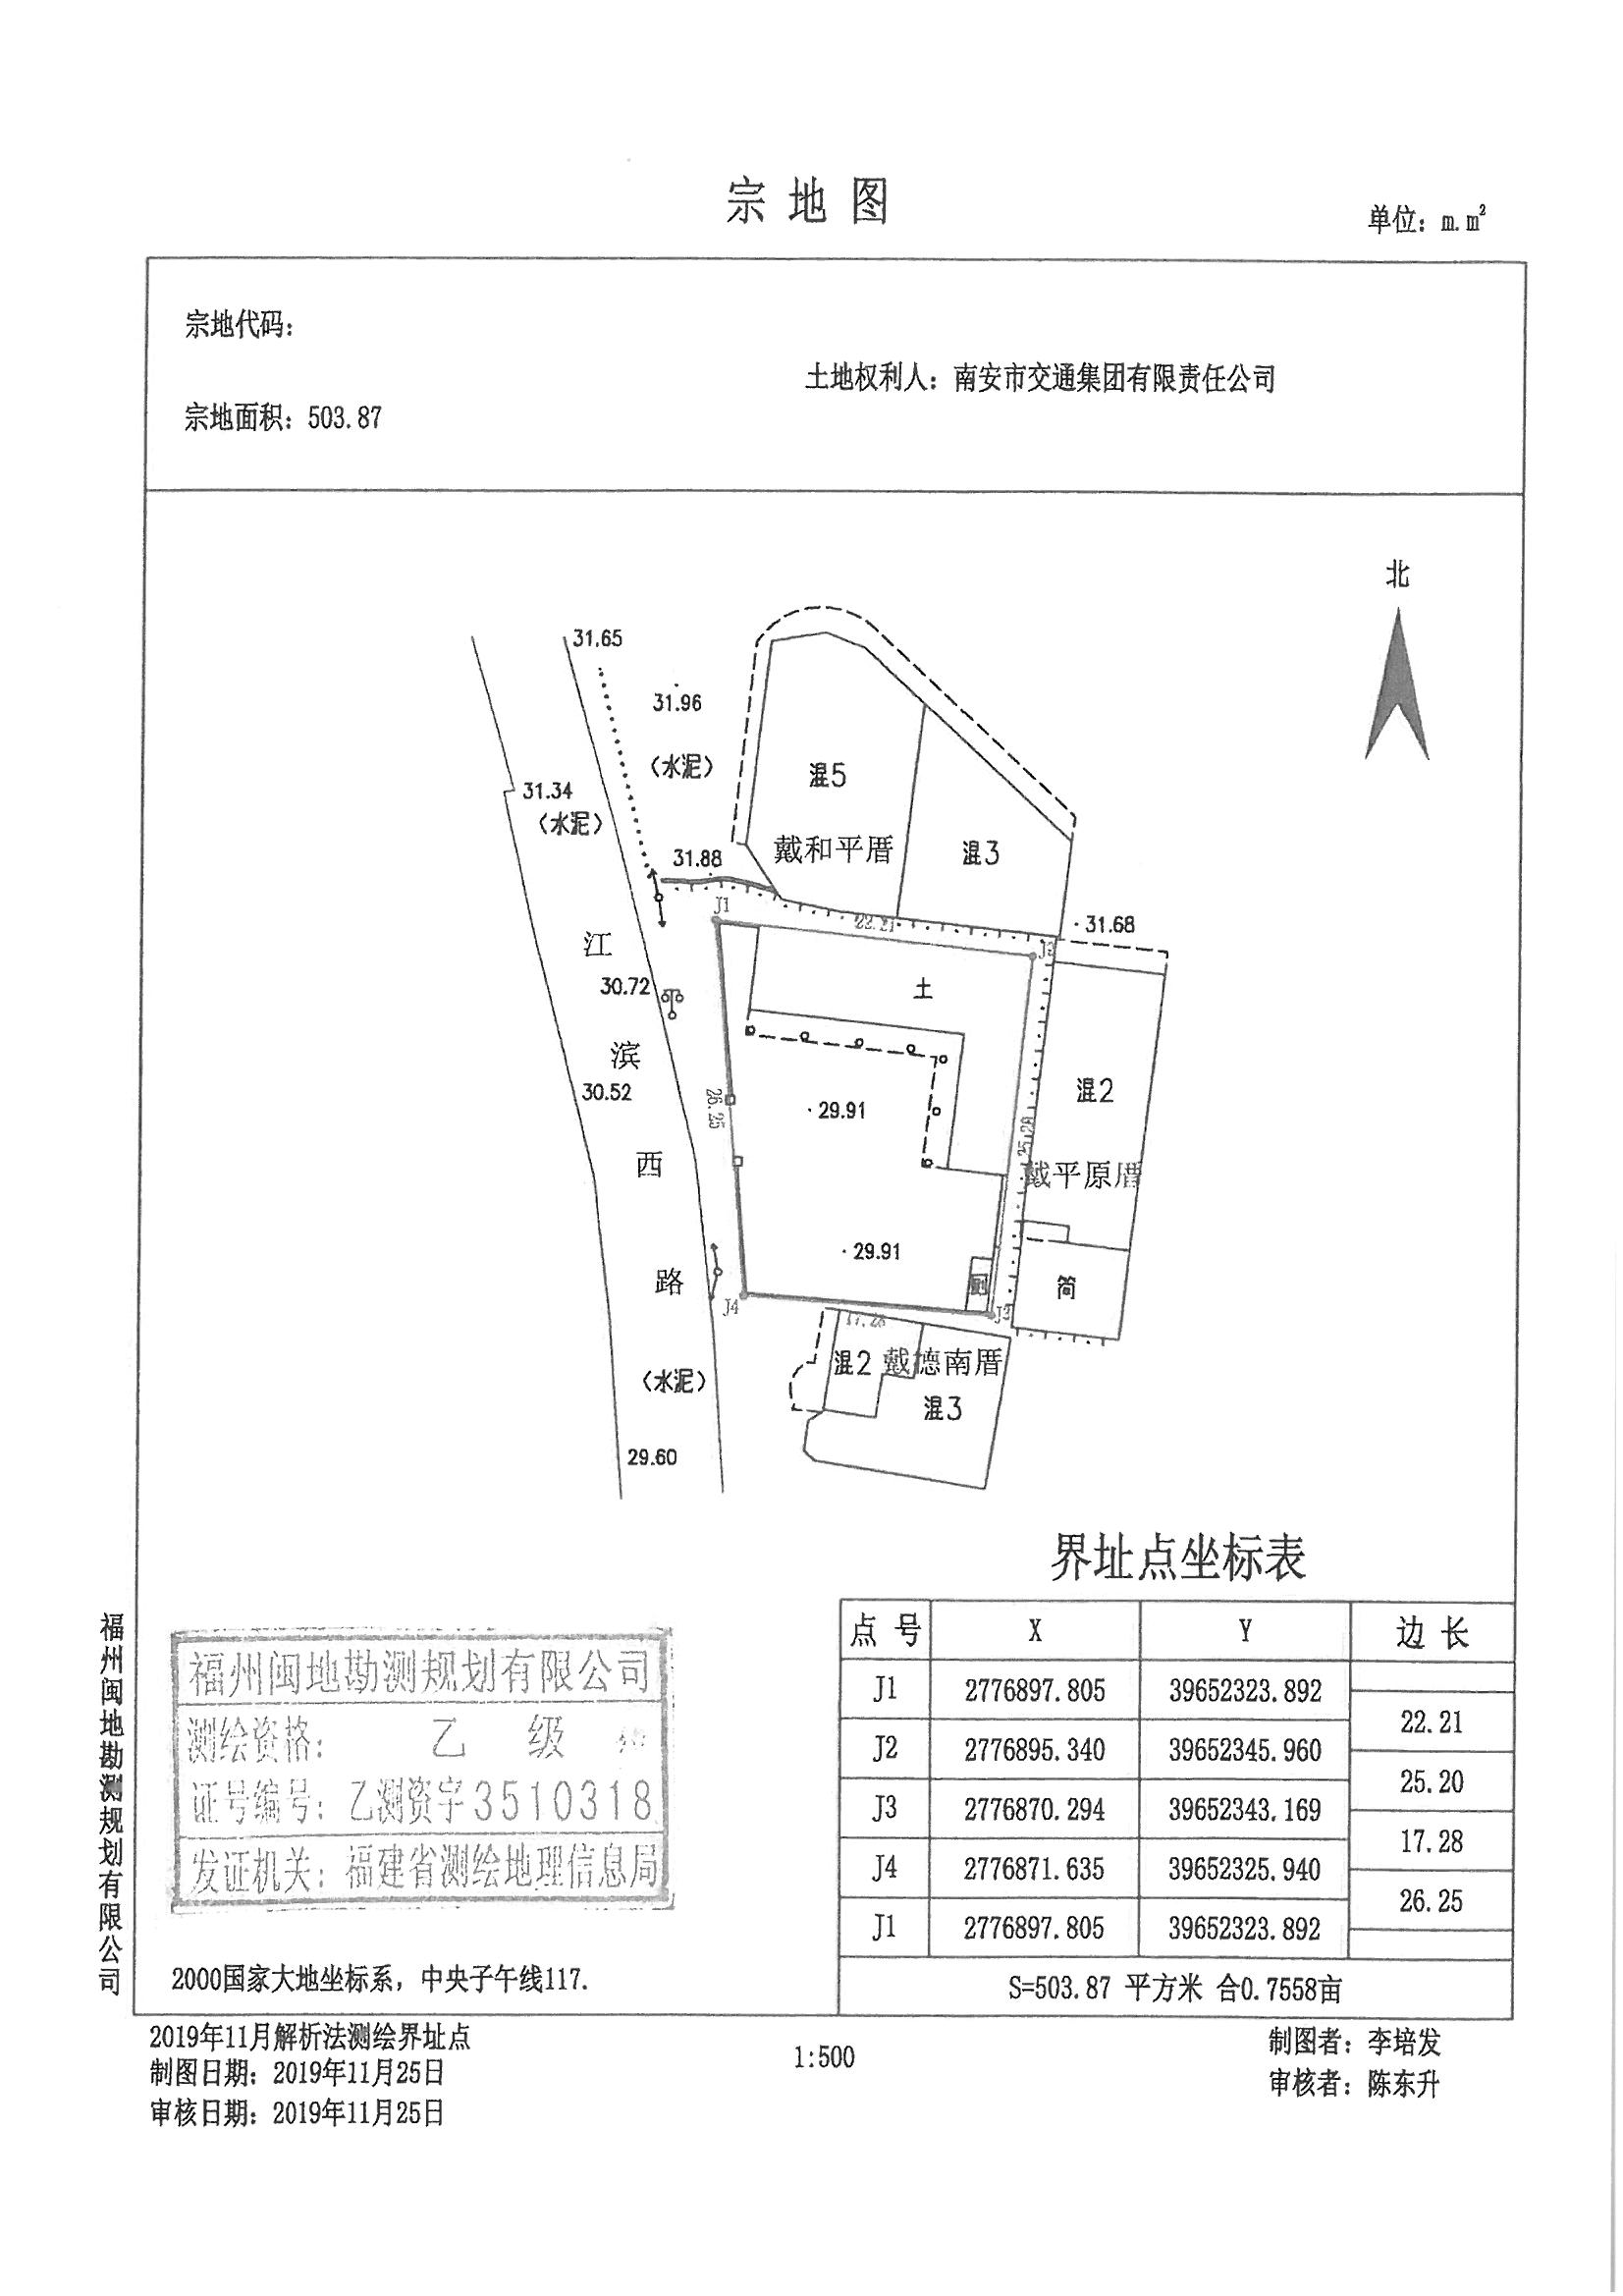 宗地图
单位：m.m²
宗地代码：
土地权利人：南安市交通集团有限责任公司
宗地面积：503.87
北
31.65
31.96
（水泥）
混5
31.34
（水泥）
戴和平厝
混3
31.88
J1
22.21
31.68
江
土
30.72
滨
30.52
混2
26.25
29.91
西
戴平原厝
29.91
路
厕
简
J4
17.28
混2
戴德南厝
（水泥）
混3
29.60
界址点坐标表
点号 X Y 边长
J1 2776897.805 39652323.892
22.21
J2 2776895.340 39652345.960
25.20
J3 2776870.294 39652343.169
17.28
J4 2776871.635 39652325.940
26.25
J1 2776897.805 39652323.892
S=503.87 平方米 合0.7558亩
福州闽地勘测规划有限公司
测绘资格： 乙 级
证号编号：乙测资字3510318
发证机关：福建省测绘地理信息局
2000国家大地坐标系，中央子午线117.
福州闽地勘测规划有限公司
2019年11月解析法测绘界址点
制图日期：2019年11月25日
审核日期：2019年11月25日
1:500
制图者：李培发
审核者：陈东升